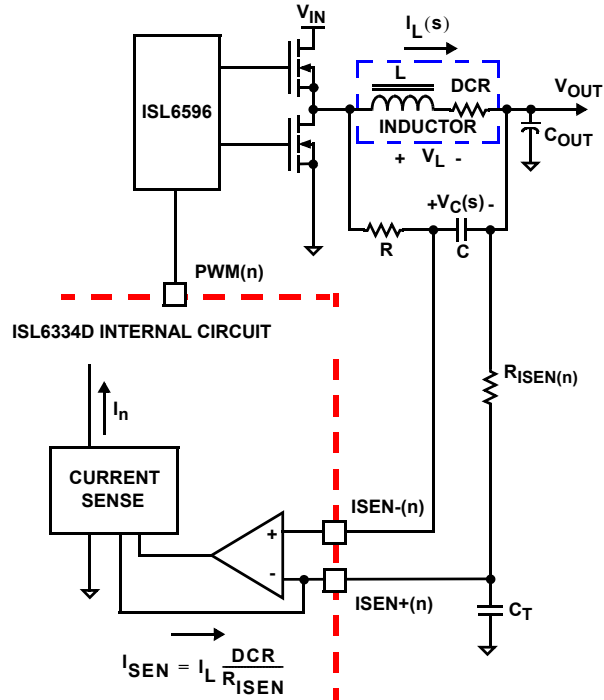 V_IN
I_L(s)
L
DCR
V_OUT
ISL6596
INDUCTOR
C_OUT
+ V_L -
+V_C(s) -
R
C
PWM(n)
ISL6334D INTERNAL CIRCUIT
R_ISEN(n)
I_n
CURRENT
SENSE
ISEN-(n)
+
-
ISEN+(n)
C_T
I_SEN = I_L DCR/R_ISEN